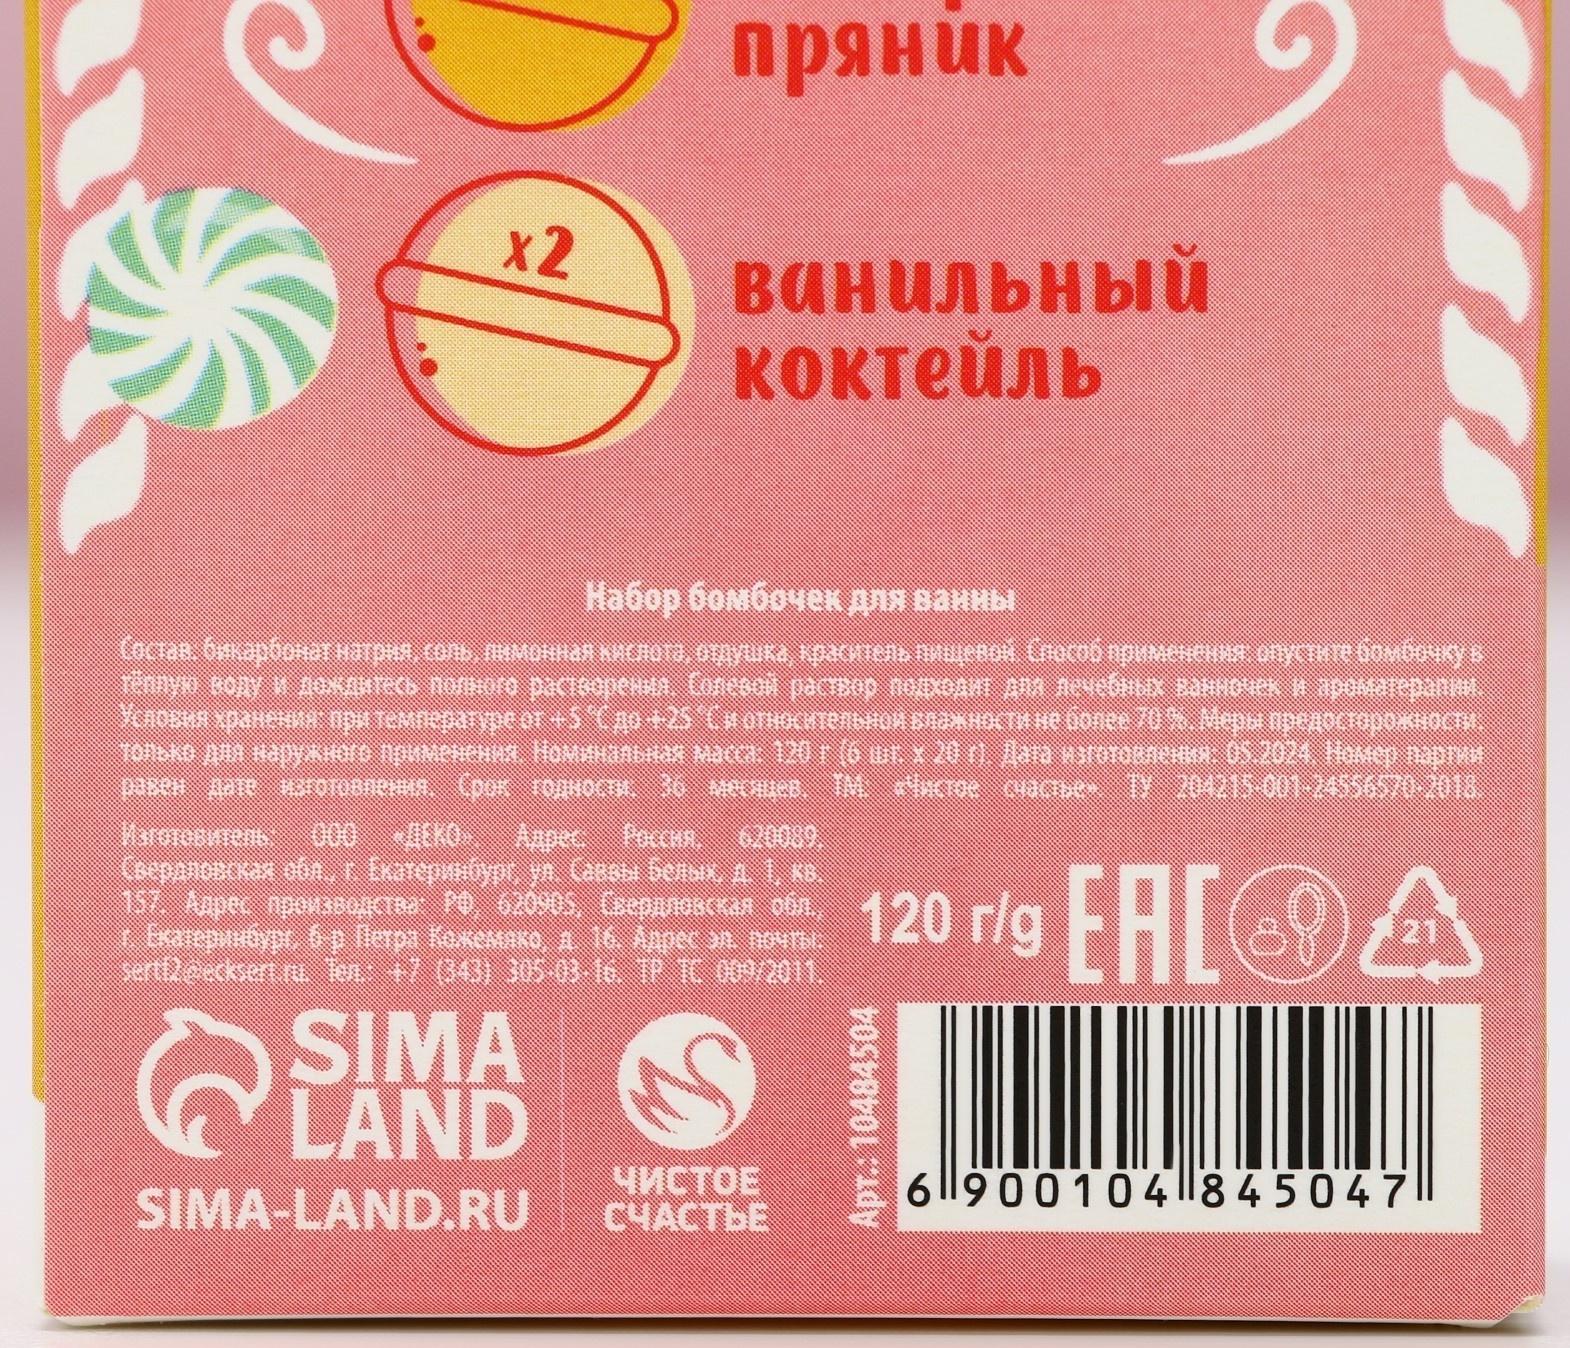 пряник
x2
ванильный
коктейль
Набор бомбочек для ванны
Состав: бикарбонат натрия, соль, лимонная кислота, отдушка, краситель пищевой. Способ применения: опустите бомбочку в
тёплую воду и дождитесь полного растворения. Солевой раствор подходит для лечебных ванночек и ароматерапии.
Условия хранения: при температуре от +5 °С до +25 °С и относительной влажности не более 70 %. Меры предосторожности:
только для наружного применения. Номинальная масса: 120 г (6 шт. х 20 г). Дата изготовления: 05.2024. Номер партии
равен дате изготовления. Срок годности: 36 месяцев. ТМ: «Чистое счастье». ТУ 204215-001-24556570-2018.
Изготовитель: ООО «ДЕКО». Адрес: Россия, 620089,
Свердловская обл., г. Екатеринбург, ул. Саввы Белых, д. 1, кв.
157. Адрес производства: РФ, 620905, Свердловская обл.,
г. Екатеринбург, б-р Петра Кожемяко, д. 16. Адрес эл. почты:
sertf2@ecksert.ru. Тел.: +7 (343) 305-03-16. ТР ТС 009/2011.
120 г/g EAC 21
SIMA
LAND
SIMA-LAND.RU
ЧИСТОЕ
СЧАСТЬЕ
Арт.: 10484504
6 900104 845047